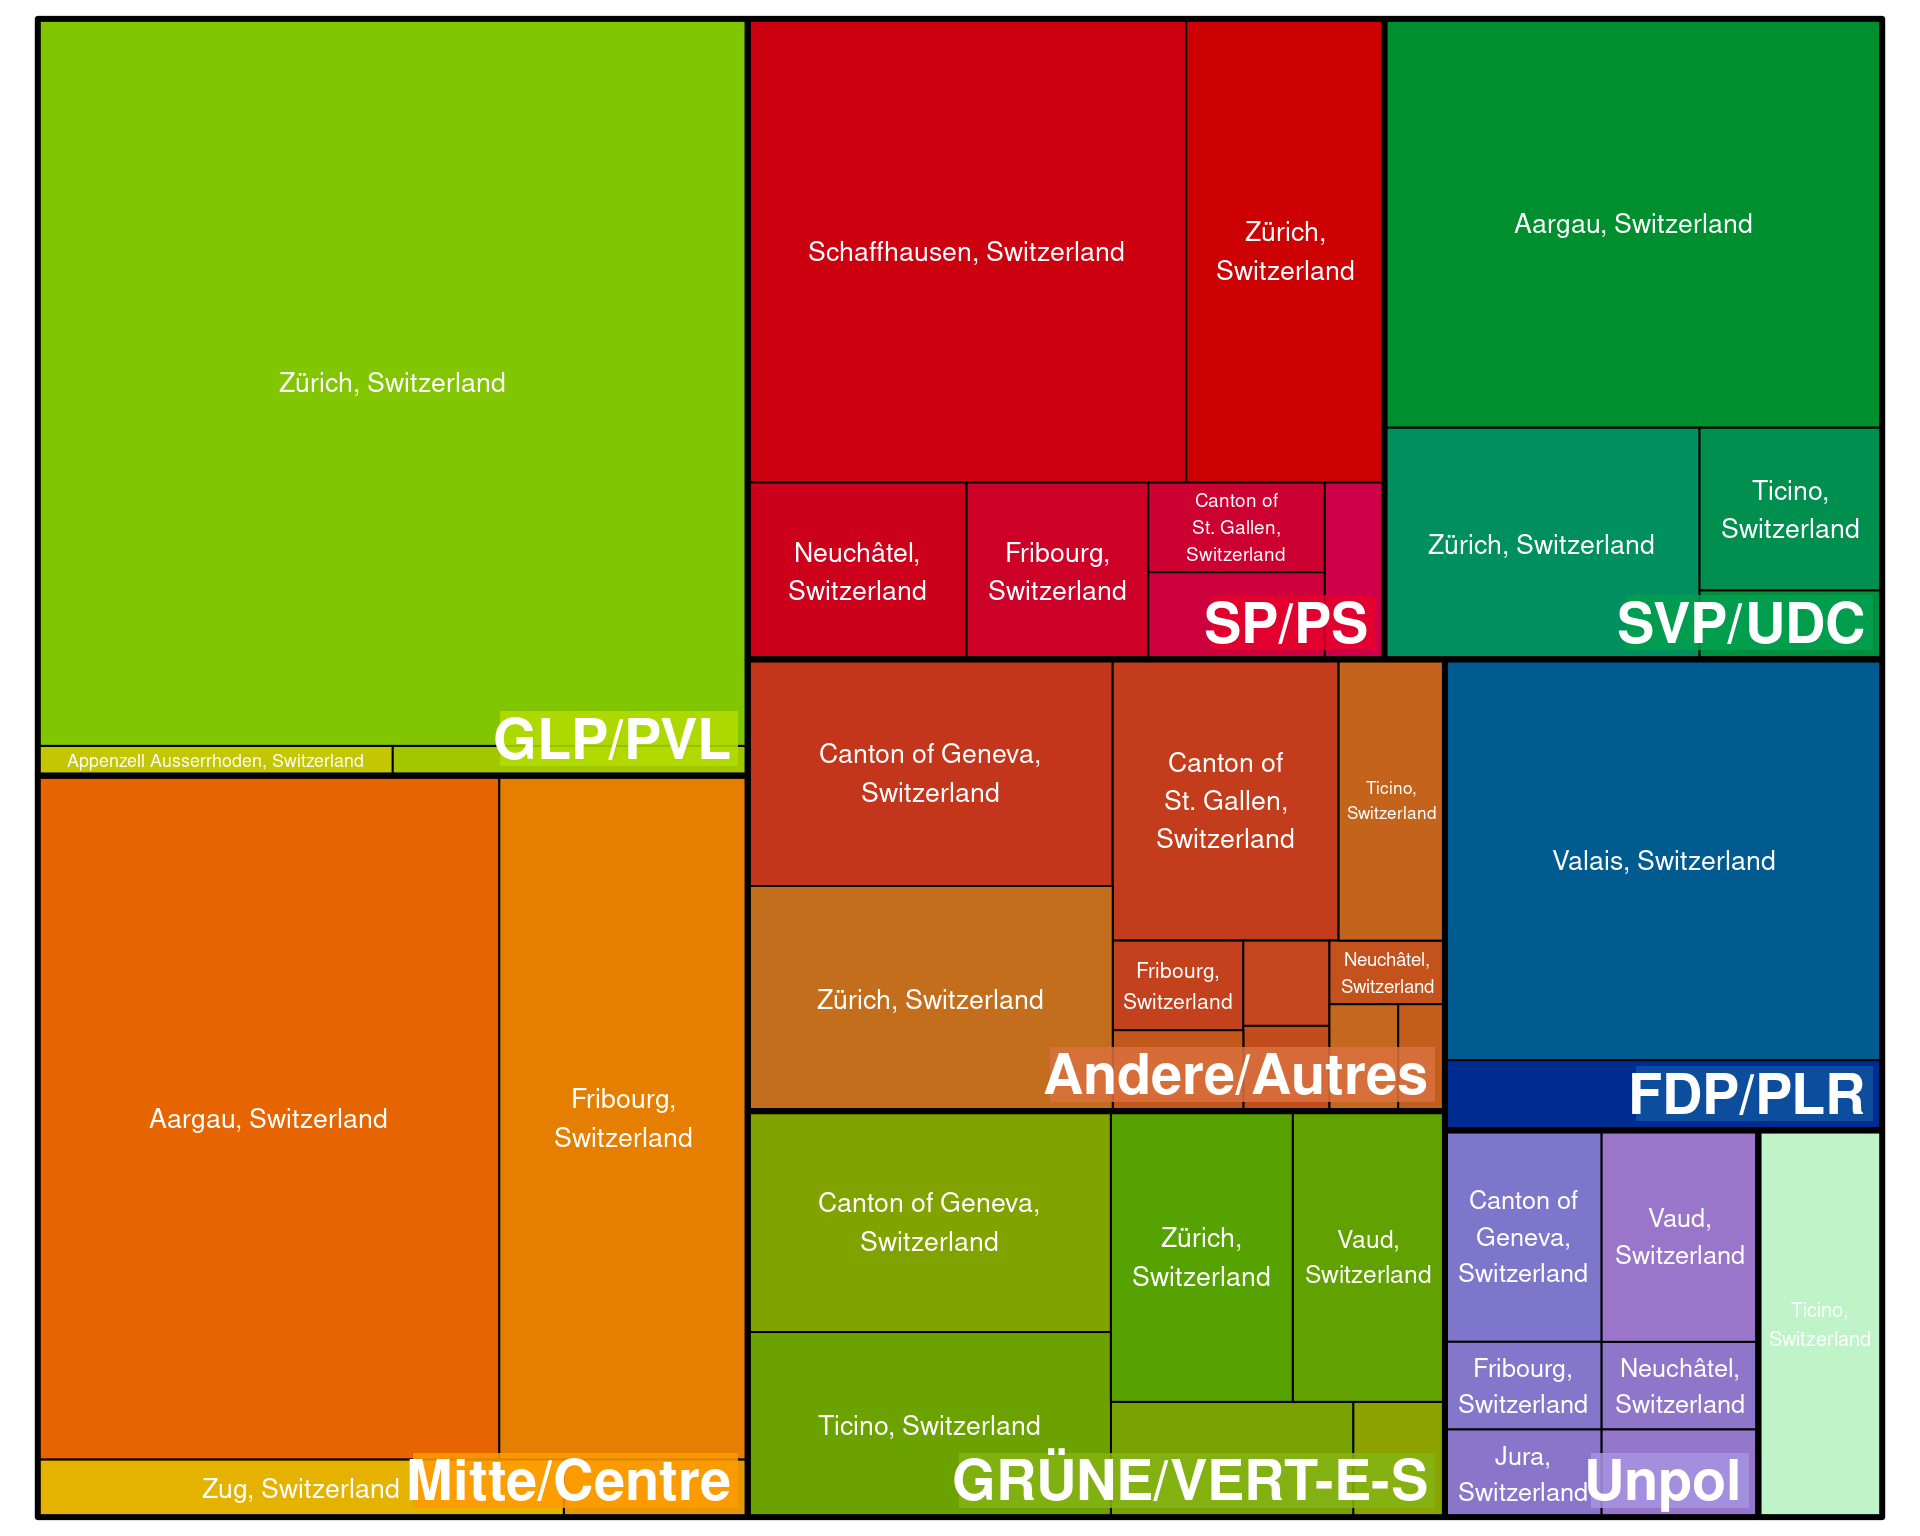 Zürich, Switzerland
Appenzell Ausserrhoden, Switzerland
GLP/PVL
Aargau, Switzerland
Fribourg,
Switzerland
Zug, Switzerland
Mitte/Centre
Schaffhausen, Switzerland
Zürich,
Switzerland
Neuchâtel,
Switzerland
Fribourg,
Switzerland
Canton of
St. Gallen,
Switzerland
SP/PS
Aargau, Switzerland
Zürich, Switzerland
Ticino,
Switzerland
SVP/UDC
Canton of Geneva,
Switzerland
Zürich, Switzerland
Canton of
St. Gallen,
Switzerland
Ticino,
Switzerland
Fribourg,
Switzerland
Neuchâtel,
Switzerland
Andere/Autres
Valais, Switzerland
FDP/PLR
Canton of Geneva,
Switzerland
Ticino, Switzerland
Zürich,
Switzerland
Vaud,
Switzerland
GRÜNE/VERT-E-S
Canton of
Geneva,
Switzerland
Vaud,
Switzerland
Fribourg,
Switzerland
Neuchâtel,
Switzerland
Jura,
Switzerland
Unpol
Ticino,
Switzerland